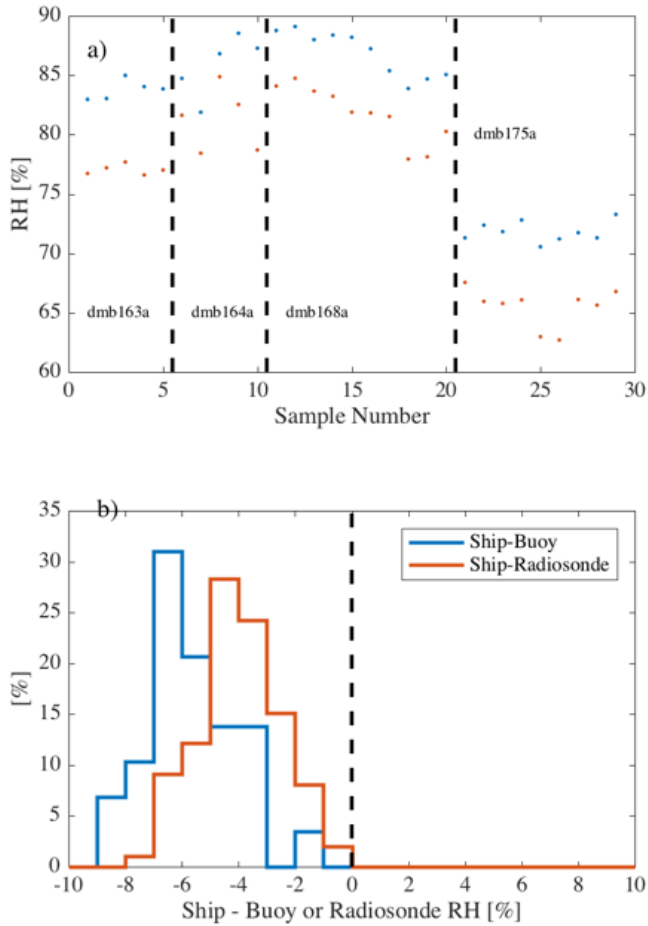 a)
90
85
80
75
70
65
60
RH [%]
dmb175a
dmb163a
dmb164a
dmb168a
0 5 10 15 20 25 30
Sample Number
b)
35
30
25
20
15
10
5
0
[%]
Ship-Buoy
Ship-Radiosonde
-10 -8 -6 -4 -2 0 2 4 6 8 10
Ship - Buoy or Radiosonde RH [%]